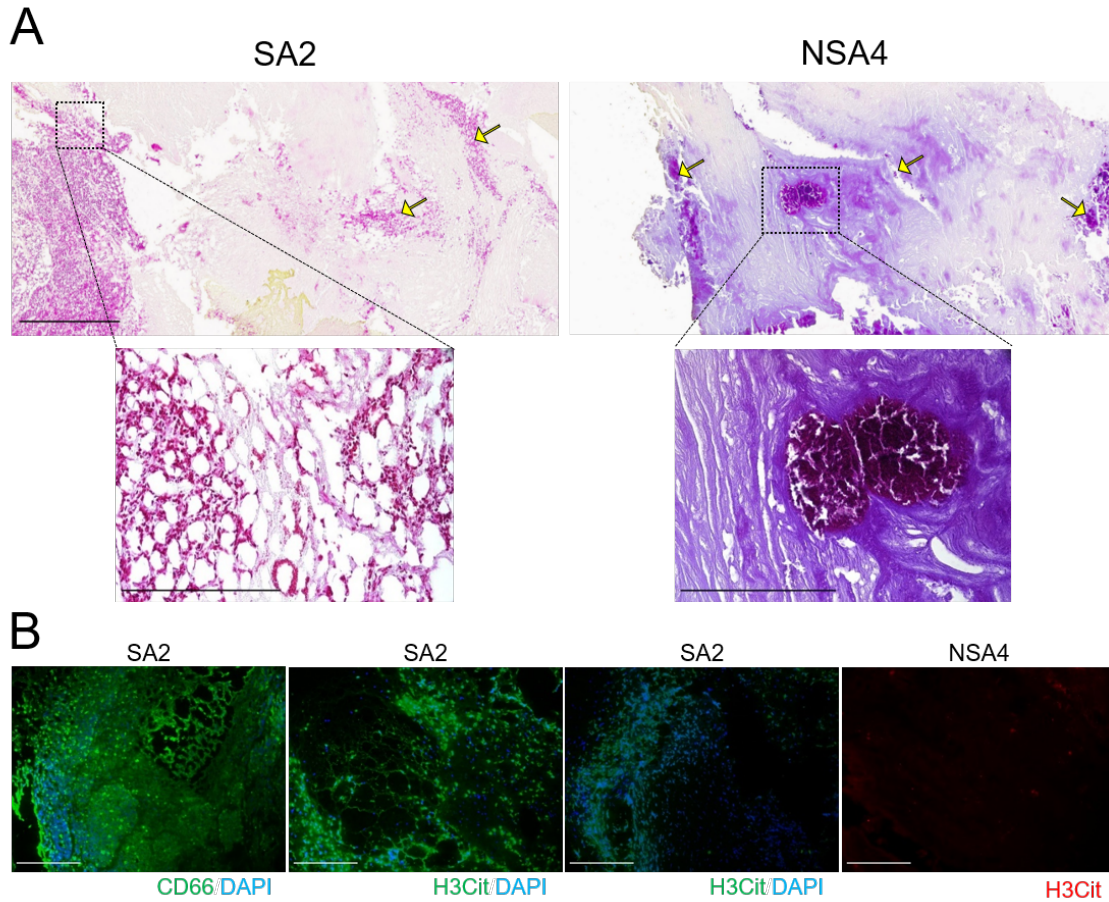 A
SA2 NSA4
B
SA2 SA2 SA2 NSA4
CD66/DAPI H3Cit/DAPI H3Cit/DAPI H3Cit